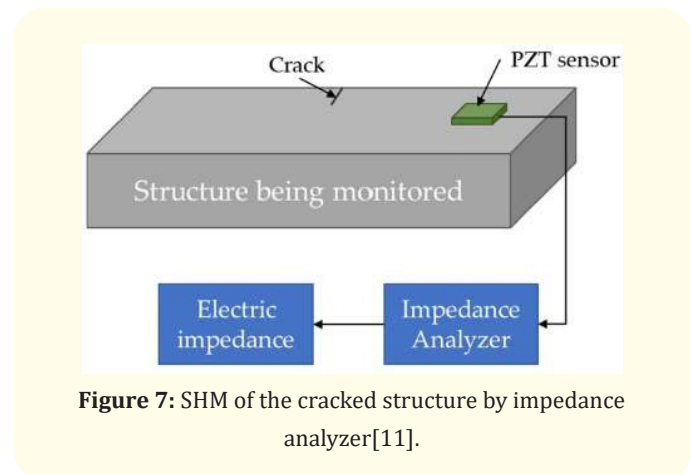 Crack
PZT sensor
Structure being monitored
Electric
impedance
Impedance
Analyzer
Figure 7: SHM of the cracked structure by impedance
analyzer[11].